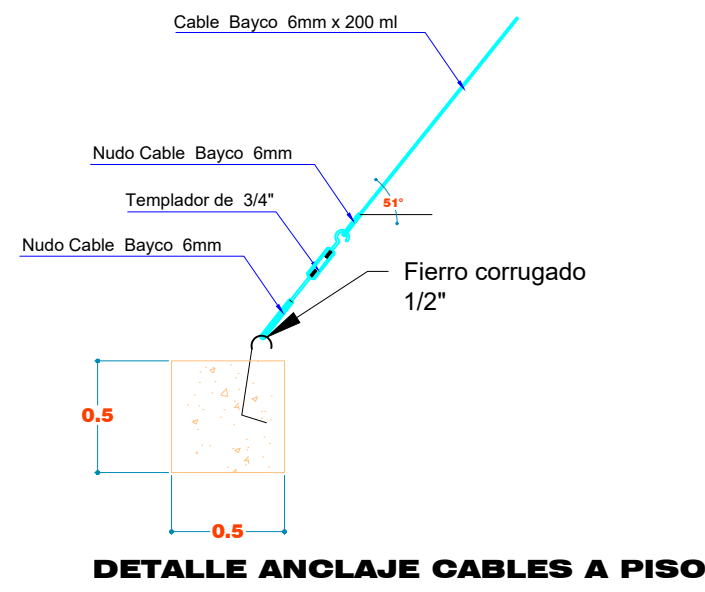 Cable Bayco 6mm x 200 ml
Nudo Cable Bayco 6mm
Templador de 3/4"
51°
Nudo Cable Bayco 6mm
Fierro corrugado
1/2"
0.5
0.5
DETALLE ANCLAJE CABLES A PISO